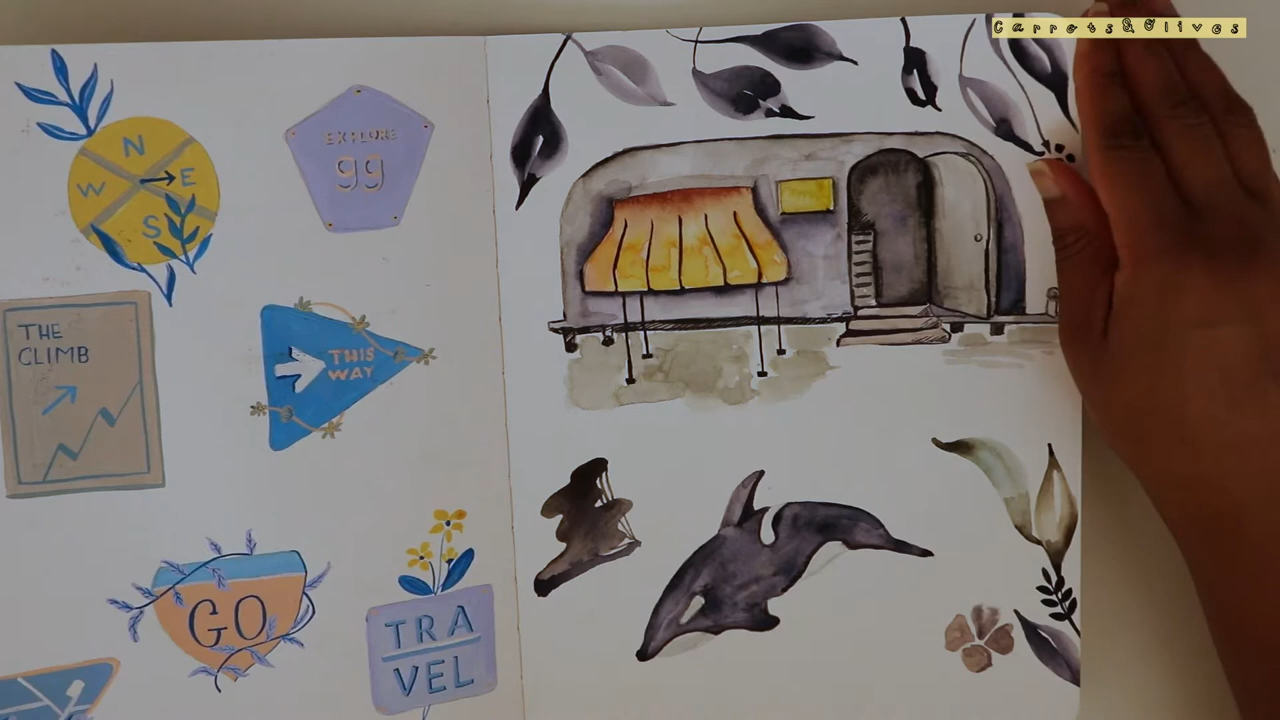 Carrots&Olives
N
W E
S
EXPLORE
99
THE
CLIMB
THIS
WAY
GO
TRA
VEL